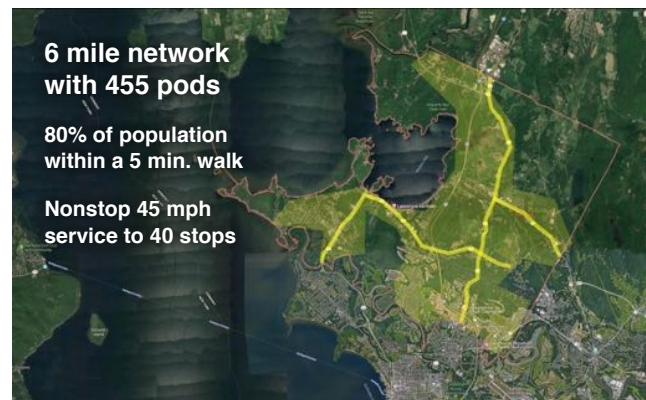 6 mile network
with 455 pods
80% of population
within a 5 min. walk
Nonstop 45 mph
service to 40 stops